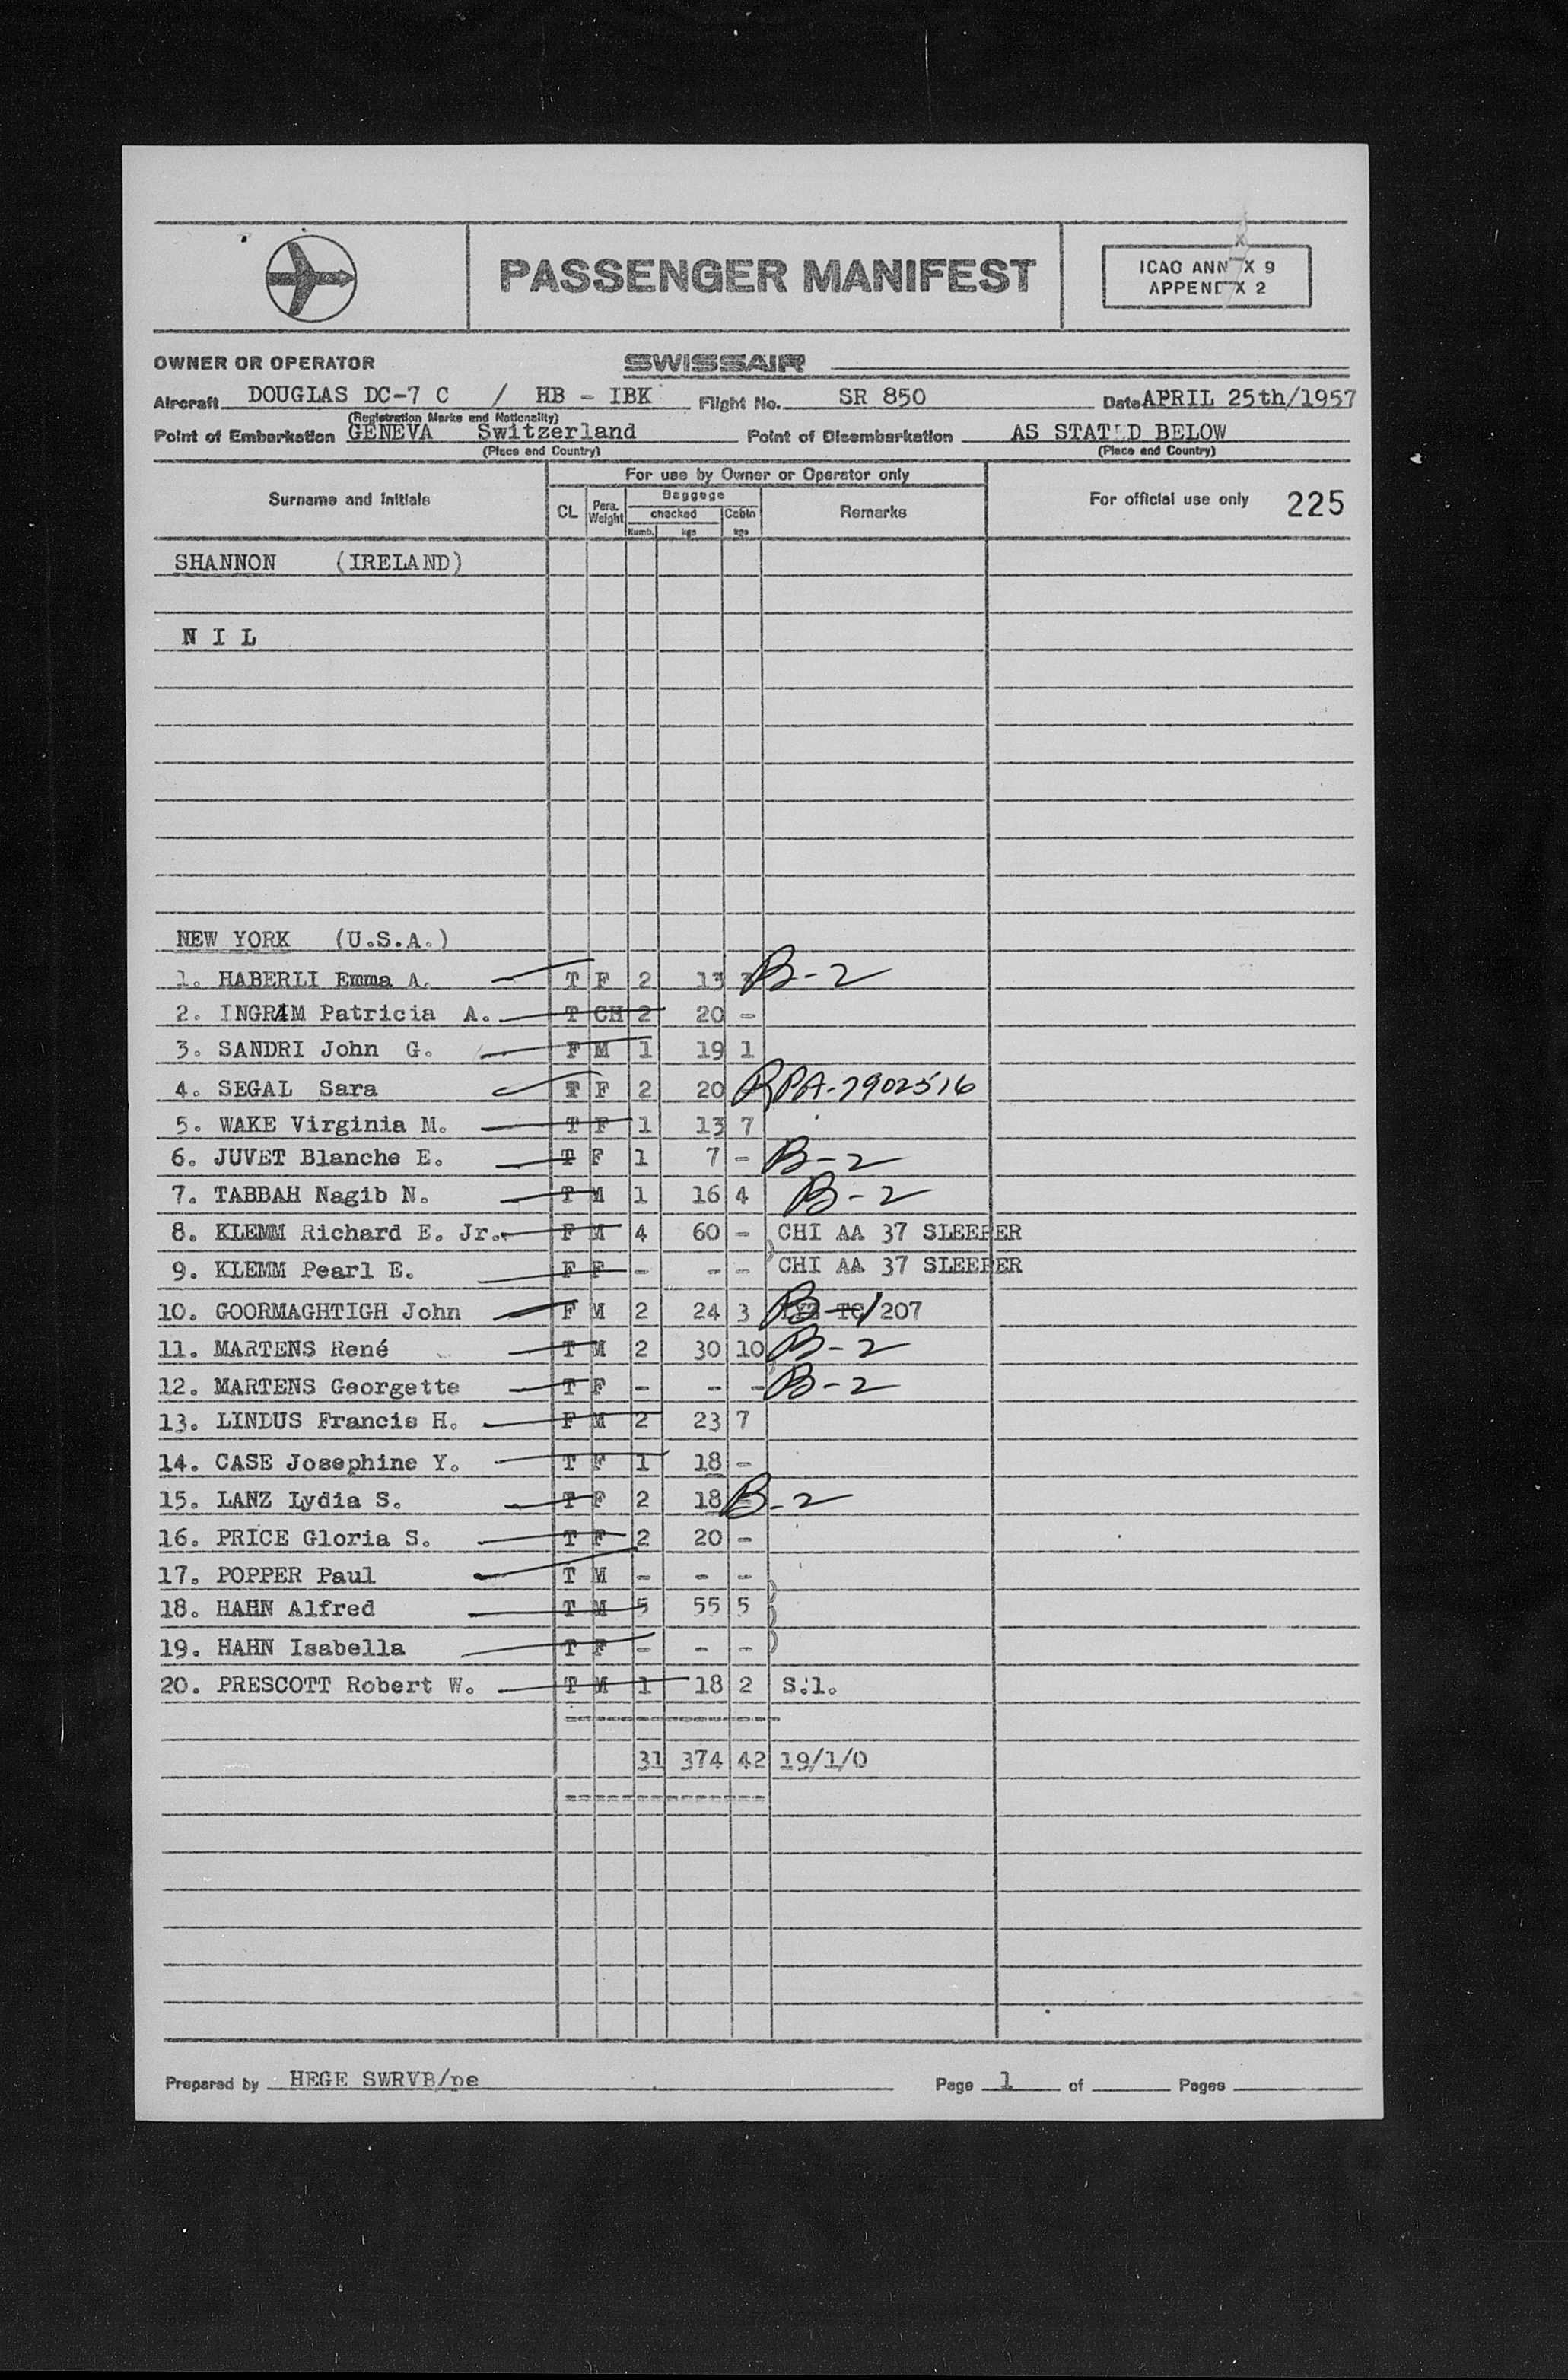 PASSENGER MANIFEST
ICAO ANN X 9
APPEND X 2
OWNER OR OPERATOR SWISSAIR
Aircraft DOUGLAS DC-7 C / HB - IBK Flight No. SR 850 Date APRIL 25th/1957
(Registration Marks and Nationality)
Point of Embarkation GENEVA Switzerland Point of Disembarkation AS STATED BELOW
(Place and Country) (Place and Country)
For use by Owner or Operator only
Surname and Initials CL Pers. Weight Baggage checked Numb. kgs Cabin kgs Remarks For official use only 225
SHANNON (IRELAND)
N I L
NEW YORK (U.S.A.)
1. HABERLI Emma A. T F 2 13 B-2
2. INGRAM Patricia A. T CH 2 20 -
3. SANDRI John G. F M 1 19 1
4. SEGAL Sara T F 2 20 RPA-7902516
5. WAKE Virginia M. T F 1 13 7
6. JUVET Blanche E. T F 1 7 - B-2
7. TABBAH Nagib N. T M 1 16 4 B-2
8. KLEMM Richard E. Jr. F M 4 60 - CHI AA 37 SLEEPER
9. KLEMM Pearl E. F F - - - CHI AA 37 SLEEPER
10. GOORMAGHTIGH John F M 2 24 3 B-1 207
11. MARTENS René T M 2 30 10 B-2
12. MARTENS Georgette T F - - - B-2
13. LINDUS Francis H. F M 2 23 7
14. CASE Josephine Y. T F 1 18 -
15. LANZ Lydia S. T F 2 18 B-2
16. PRICE Gloria S. T F 2 20 -
17. POPPER Paul T M - - -
18. HAHN Alfred T M 5 55 5
19. HAHN Isabella T F - - -
20. PRESCOTT Robert W. T M 1 18 2 S.l.
31 374 42 19/1/0
Prepared by HEGE SWRVB/pe Page 1 of Pages